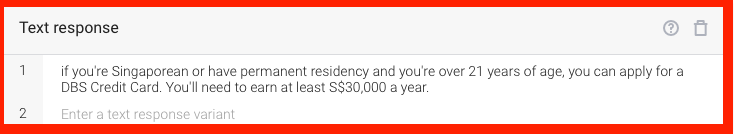 Text response
1 if you're Singaporean or have permanent residency and you're over 21 years of age, you can apply for a
DBS Credit Card. You'll need to earn at least S$30,000 a year.
2 Enter a text response variant